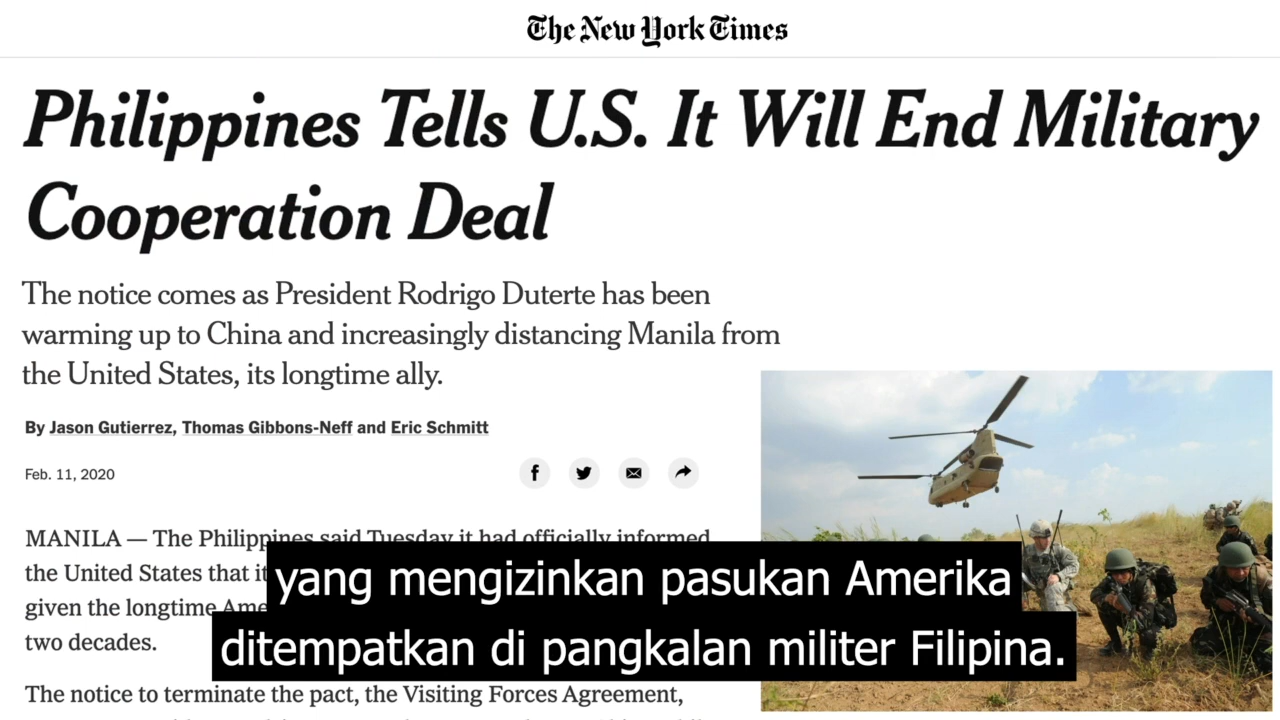 The New York Times
Philippines Tells U.S. It Will End Military
Cooperation Deal
The notice comes as President Rodrigo Duterte has been
warming up to China and increasingly distancing Manila from
the United States, its longtime ally.
By Jason Gutierrez, Thomas Gibbons-Neff and Eric Schmitt
Feb. 11, 2020
MANILA — The Philippines said Tuesday it had officially informed
the United States that it
given the longtime Ame
two decades.
yang mengizinkan pasukan Amerika
ditempatkan di pangkalan militer Filipina.
The notice to terminate the pact, the Visiting Forces Agreement,